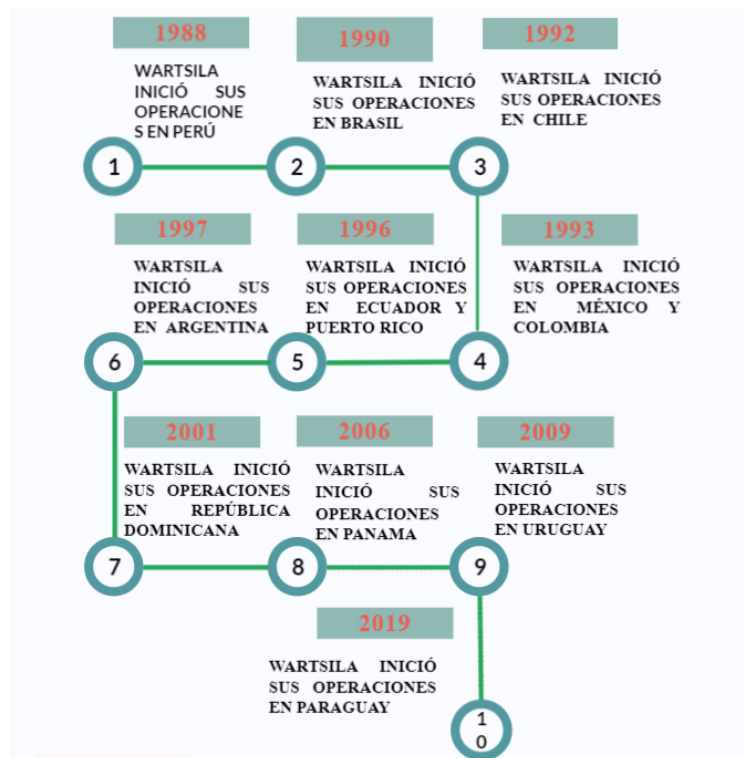 1988
WARTSILA
INICIÓ SUS
OPERACIONE
S EN PERÚ
1
1990
WARTSILA INICIÓ
SUS OPERACIONES
EN BRASIL
2
1992
WARTSILA INICIÓ
SUS OPERACIONES
EN CHILE
3
1993
WARTSILA INICIÓ
SUS OPERACIONES
EN MÉXICO Y
COLOMBIA
4
1996
WARTSILA INICIÓ
SUS OPERACIONES
EN ECUADOR Y
PUERTO RICO
5
1997
WARTSILA
INICIÓ SUS
OPERACIONES
EN ARGENTINA
6
2001
WARTSILA INICIÓ
SUS OPERACIONES
EN REPÚBLICA
DOMINICANA
7
2006
WARTSILA
INICIÓ SUS
OPERACIONES
EN PANAMA
8
2009
WARTSILA
INICIÓ SUS
OPERACIONES
EN URUGUAY
9
2019
WARTSILA INICIÓ
SUS OPERACIONES
EN PARAGUAY
1
0